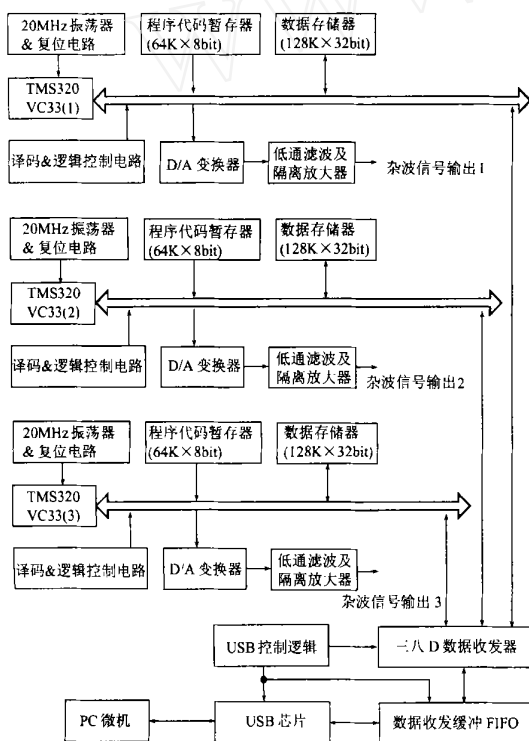 20MHz振荡器
& 复位电路
程序代码暂存器
(64K×8bit)
数据存储器
(128K×32bit)
TMS320
VC33(1)
译码&逻辑控制电路
D/A 变换器
低通滤波及
隔离放大器
杂波信号输出1
20MHz振荡器
& 复位电路
程序代码暂存器
(64K×8bit)
数据存储器
(128K×32bit)
TMS320
VC33(2)
译码&逻辑控制电路
D/A 变换器
低通滤波及
隔离放大器
杂波信号输出2
20MHz振荡器
& 复位电路
程序代码暂存器
(64K×8bit)
数据存储器
(128K×32bit)
TMS320
VC33(3)
译码&逻辑控制电路
D/A 变换器
低通滤波及
隔离放大器
杂波信号输出 3
USB 控制逻辑
三八 D 数据收发器
PC 微机
USB 芯片
数据收发缓冲 FIFO